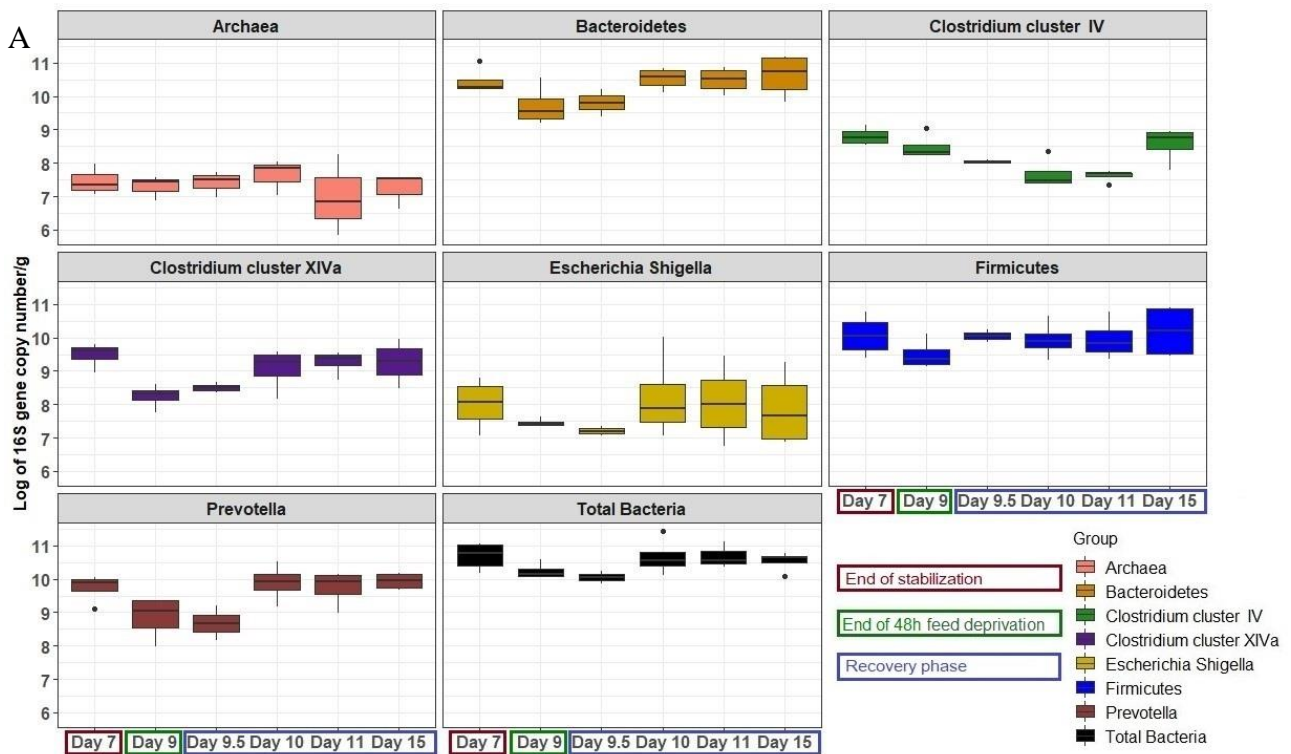 A
Archaea
Bacteroidetes
Clostridium cluster IV
11
10
9
8
7
6
Clostridium cluster XIVa
Escherichia Shigella
Firmicutes
11
10
9
8
7
6
Log of 16S gene copy number/g
Day 7 Day 9 Day 9.5 Day 10 Day 11 Day 15
Prevotella
Total Bacteria
11
10
9
8
7
6
Day 7 Day 9 Day 9.5 Day 10 Day 11 Day 15
Day 7 Day 9 Day 9.5 Day 10 Day 11 Day 15
End of stabilization
End of 48h feed deprivation
Recovery phase
Group
Archaea
Bacteroidetes
Clostridium cluster IV
Clostridium cluster XIVa
Escherichia Shigella
Firmicutes
Prevotella
Total Bacteria